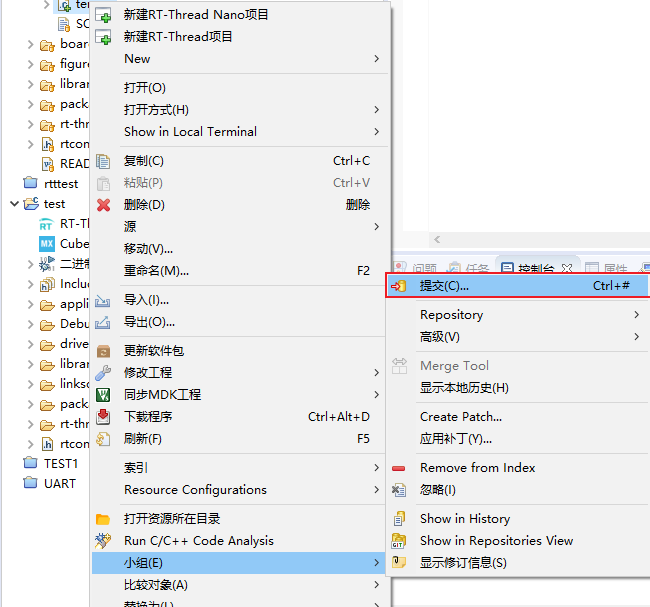 te
SC
boar
figur
librar
pack
rt-thr
rtcon
READ
rtttest
test
RT-Th
Cube
二进制
Includ
appli
Debu
drive
librar
linksc
pack
rt-thr
rtcon
TEST1
UART
新建RT-Thread Nano项目
新建RT-Thread项目
New
打开(O)
打开方式(H)
Show in Local Terminal
复制(C) Ctrl+C
粘贴(P) Ctrl+V
删除(D) 删除
源
移动(V)...
重命名(M)... F2
导入(I)...
导出(O)...
更新软件包
修改工程
同步MDK工程
下载程序 Ctrl+Alt+D
刷新(F) F5
索引
Resource Configurations
打开资源所在目录
Run C/C++ Code Analysis
小组(E)
比较对象(A)
替换为(L)
问题 任务 控制台 属性
提交(C)... Ctrl+#
Repository
高级(V)
Merge Tool
显示本地历史(H)
Create Patch...
应用补丁(Y)...
Remove from Index
忽略(I)
Show in History
Show in Repositories View
显示修订信息(S)